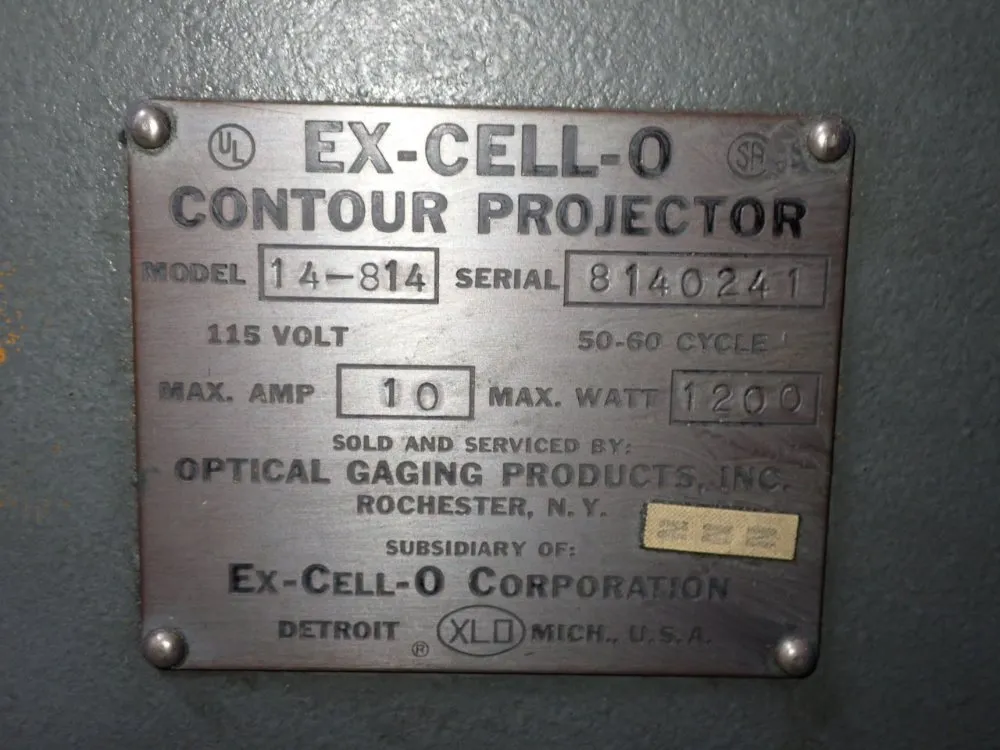 UL EX-CELL-O SA
CONTOUR PROJECTOR
MODEL 14-814 SERIAL 8140241
115 VOLT 50-60 CYCLE
MAX. AMP 10 MAX. WATT 1200
SOLD AND SERVICED BY:
OPTICAL GAGING PRODUCTS, INC.
ROCHESTER, N.Y.
SUBSIDIARY OF:
EX-CELL-O CORPORATION
DETROIT ® XLO MICH., U.S.A.